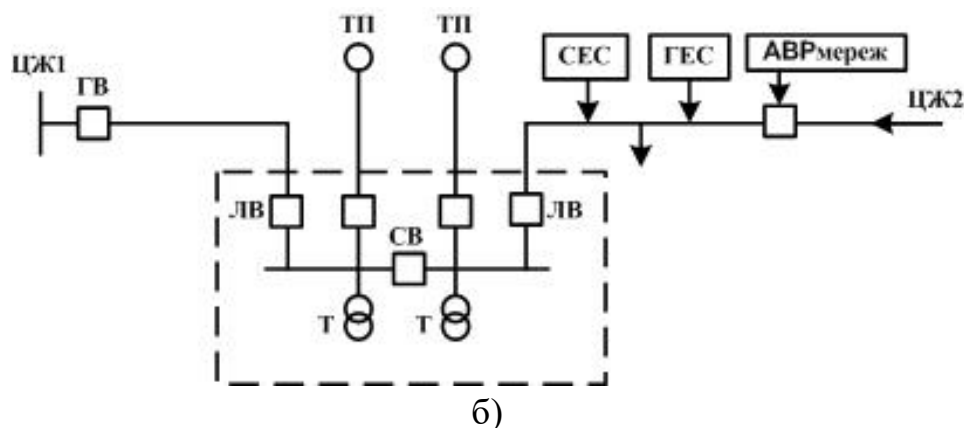 ТП ТП
ЦЖ1 ГВ СЕС ГЕС АВРмереж ЦЖ2
ЛВ СВ ЛВ
Т Т
б)